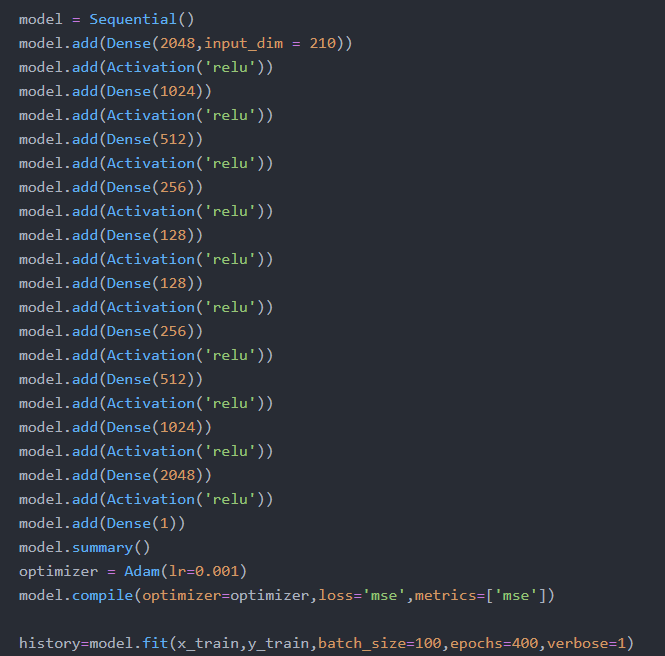 model = Sequential()
model.add(Dense(2048,input_dim = 210))
model.add(Activation('relu'))
model.add(Dense(1024))
model.add(Activation('relu'))
model.add(Dense(512))
model.add(Activation('relu'))
model.add(Dense(256))
model.add(Activation('relu'))
model.add(Dense(128))
model.add(Activation('relu'))
model.add(Dense(128))
model.add(Activation('relu'))
model.add(Dense(256))
model.add(Activation('relu'))
model.add(Dense(512))
model.add(Activation('relu'))
model.add(Dense(1024))
model.add(Activation('relu'))
model.add(Dense(2048))
model.add(Activation('relu'))
model.add(Dense(1))
model.summary()
optimizer = Adam(lr=0.001)
model.compile(optimizer=optimizer,loss='mse',metrics=['mse'])
history=model.fit(x_train,y_train,batch_size=100,epochs=400,verbose=1)